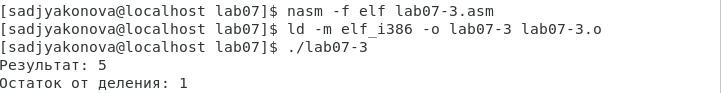 [sadjyakonova@localhost lab07]$ nasm -f elf lab07-3.asm
[sadjyakonova@localhost lab07]$ ld -m elf_i386 -o lab07-3 lab07-3.o
[sadjyakonova@localhost lab07]$ ./lab07-3
Результат: 5
Остаток от деления: 1